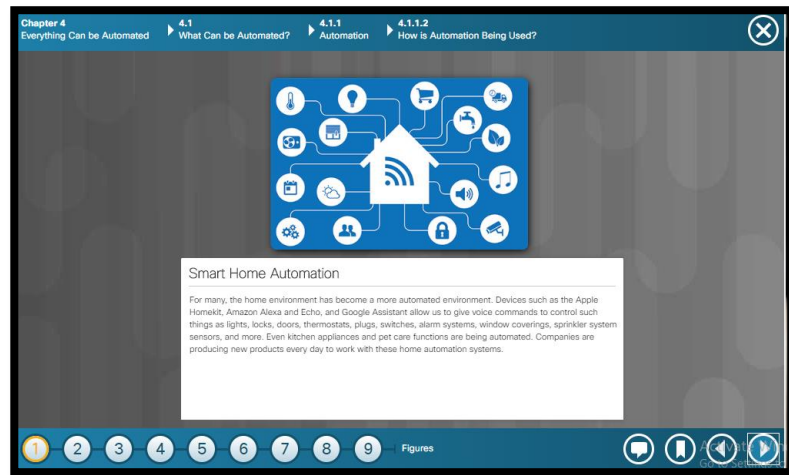 Chapter 4
Everything Can be Automated
4.1
What Can be Automated?
4.1.1
Automation
4.1.1.2
How is Automation Being Used?
Smart Home Automation
For many, the home environment has become a more automated environment. Devices such as the Apple
Homekit, Amazon Alexa and Echo, and Google Assistant allow us to give voice commands to control such
things as lights, locks, doors, thermostats, plugs, switches, alarm systems, window coverings, sprinkler system
sensors, and more. Even kitchen appliances and pet care functions are being automated. Companies are
producing new products every day to work with these home automation systems.
1 2 3 4 5 6 7 8 9 Figures
Activate Win
Go to Set